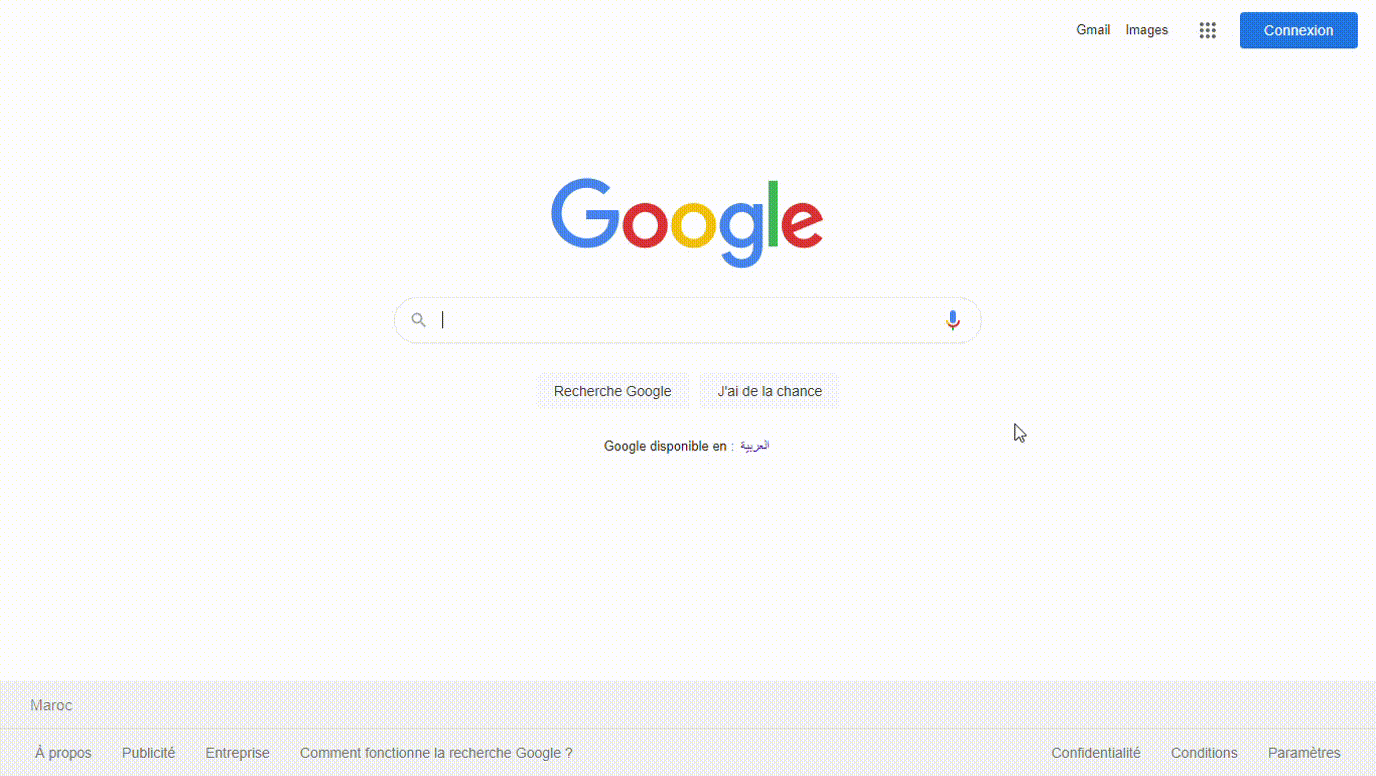 Gmail Images Connexion
Google
Recherche Google J'ai de la chance
Google disponible en : العربية
Maroc
À propos Publicité Entreprise Comment fonctionne la recherche Google ? Confidentialité Conditions Paramètres